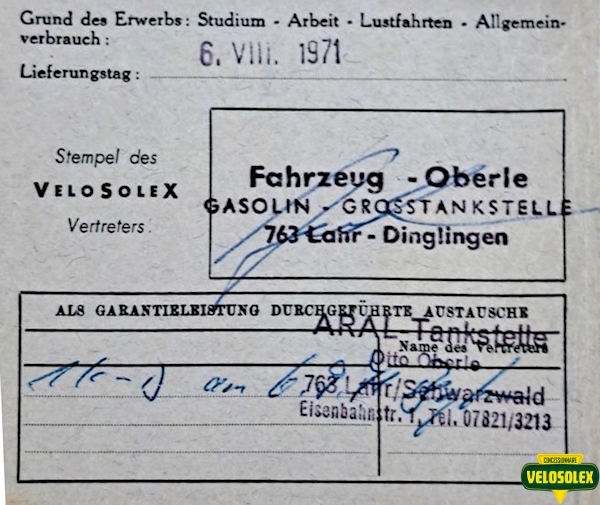 Grund des Erwerbs: Studium - Arbeit - Lustfahrten - Allgemein-
verbrauch:
Lieferungstag: 6. VIII. 1971
Stempel des
VELOSOLEX
Vertreters:
Fahrzeug - Oberle
GASOLIN - GROSSTANKSTELLE
763 Lahr - Dinglingen
ALS GARANTIELEISTUNG DURCHGEFÜHRTE AUSTAUSCHE
ARAL-Tankstelle
Name des Vertreters
Otto Oberle
763 Lahr/Schwarzwald
Eisenbahnstr. 1, Tel. 07821/3213
am
CONCESSIONNAIRE
VELOSOLEX